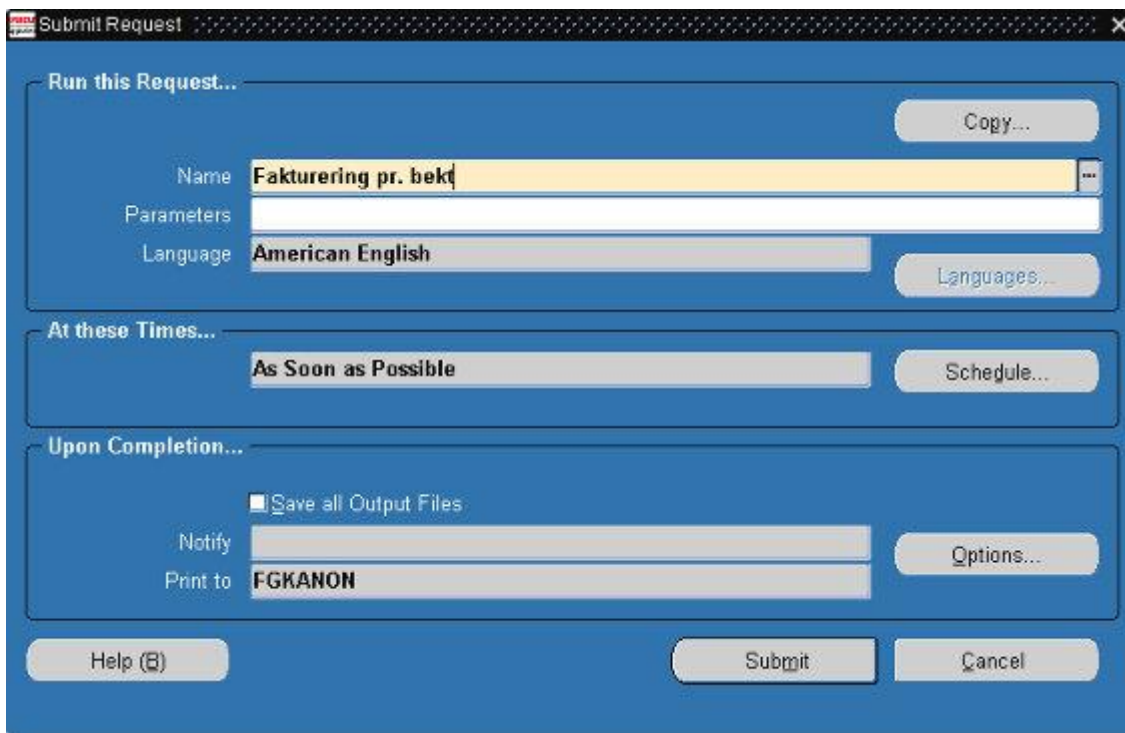 Submit Request
Run this Request...
Copy...
Name Fakturering pr. bekt
Parameters
Language American English
Languages...
At these Times...
As Soon as Possible Schedule...
Upon Completion...
Save all Output Files
Notify
Options...
Print to FGKANON
Help (B) Submit Cancel